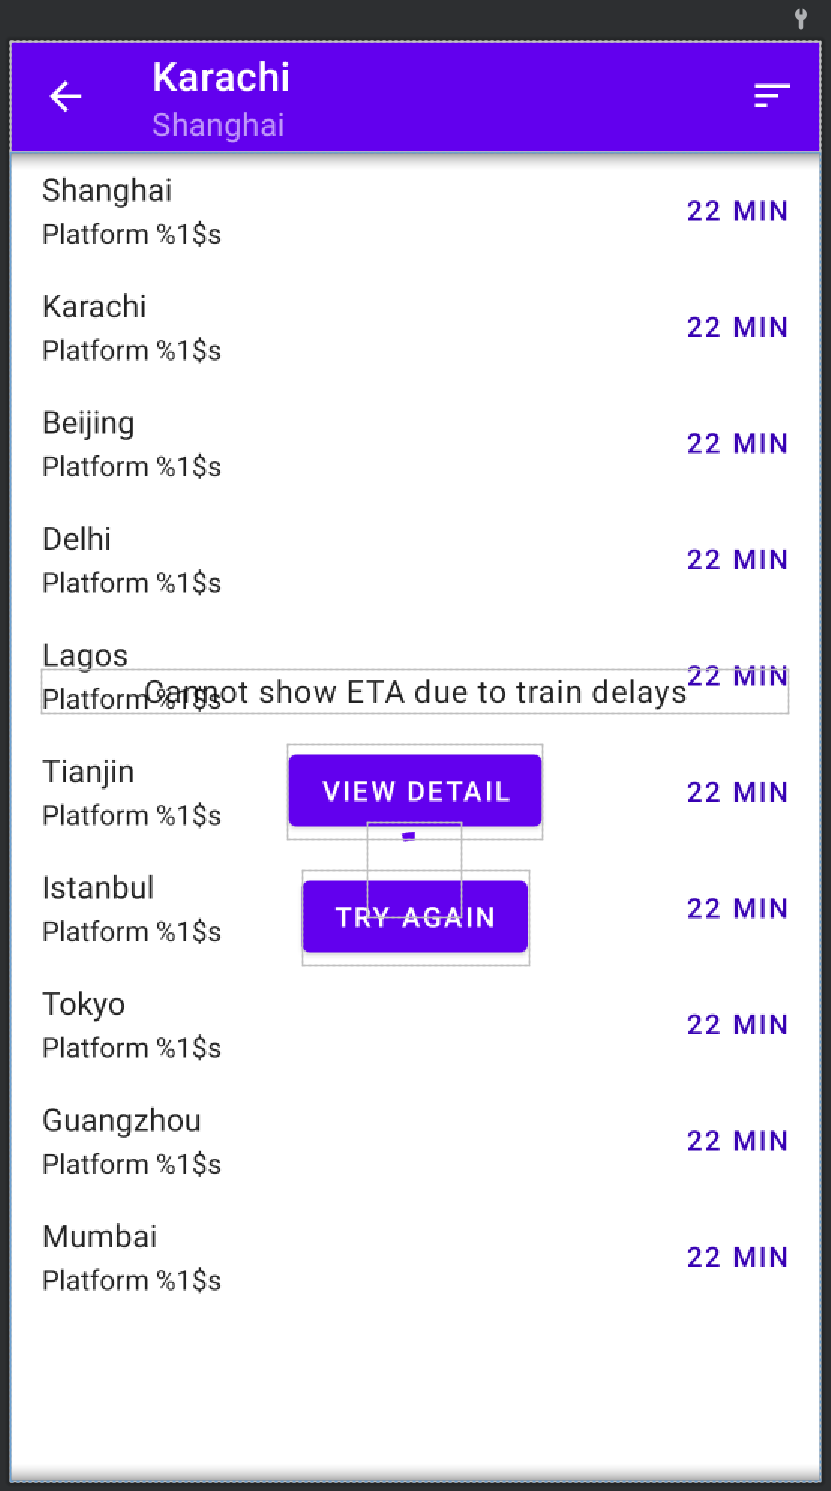 Karachi
Shanghai
Shanghai
22 MIN
Platform %1$s
Karachi
22 MIN
Platform %1$s
Beijing
22 MIN
Platform %1$s
Delhi
22 MIN
Platform %1$s
Lagos
22 MIN
Cannot show ETA due to train delays
Platform %1$s
Tianjin
VIEW DETAIL
22 MIN
Platform %1$s
Istanbul
22 MIN
TRY AGAIN
Platform %1$s
Tokyo
22 MIN
Platform %1$s
Guangzhou
22 MIN
Platform %1$s
Mumbai
22 MIN
Platform %1$s